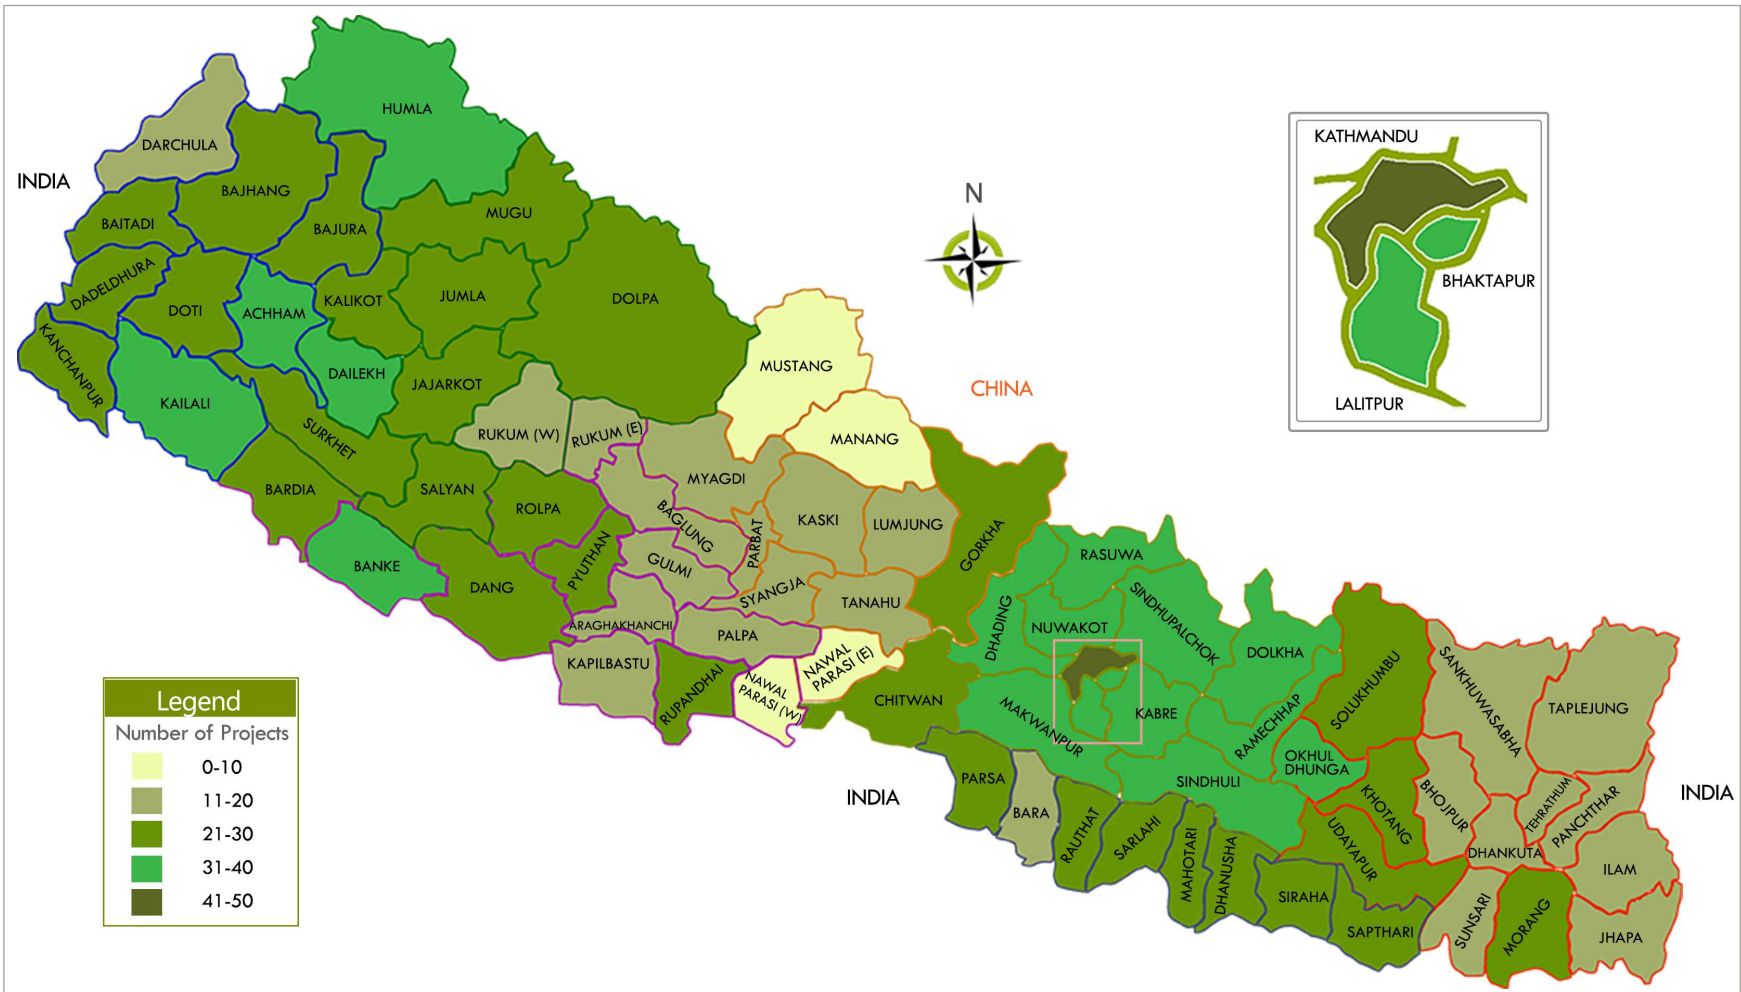 HUMLA
DARCHULA
INDIA
BAJHANG
BAITADI
BAJURA
MUGU
DADELDHURA
DOTI
ACHHAM
KALIKOT
JUMLA
DOLPA
KANCHANPUR
KAILALI
DAILEKH
JAJARKOT
SURKHET
RUKUM (W)
RUKUM (E)
MUSTANG
MANANG
CHINA
N
KATHMANDU
BHAKTAPUR
LALITPUR
BARDIA
SALYAN
ROLPA
MYAGDI
BAGLUNG
PARBAT
KASKI
LUMJUNG
GORKHA
BANKE
DANG
PYUTHAN
GULMI
SYANGJA
TANAHU
ARAGHAKHANCHI
PALPA
KAPILBASTU
RUPANDHAI
NAWAL
PARASI (W)
NAWAL
PARASI (E)
CHITWAN
RASUWA
DHADING
NUWAKOT
SINDHUPALCHOK
DOLKHA
MAKWANPUR
KABRE
RAMECHHAP
SINDHULI
OKHUL
DHUNGA
SOLUKHUMBU
SANKHUWASABHA
TAPLEJUNG
INDIA
PARSA
BARA
RAUTHAT
SARLAHI
MAHOTARI
DHANUSHA
SIRAHA
SAPTHARI
UDAYAPUR
KHOTANG
BHOJPUR
TEHRATHUM
PANCHTHAR
DHANKUTA
ILAM
SUNSARI
MORANG
JHAPA
INDIA
Legend
Number of Projects
0-10
11-20
21-30
31-40
41-50